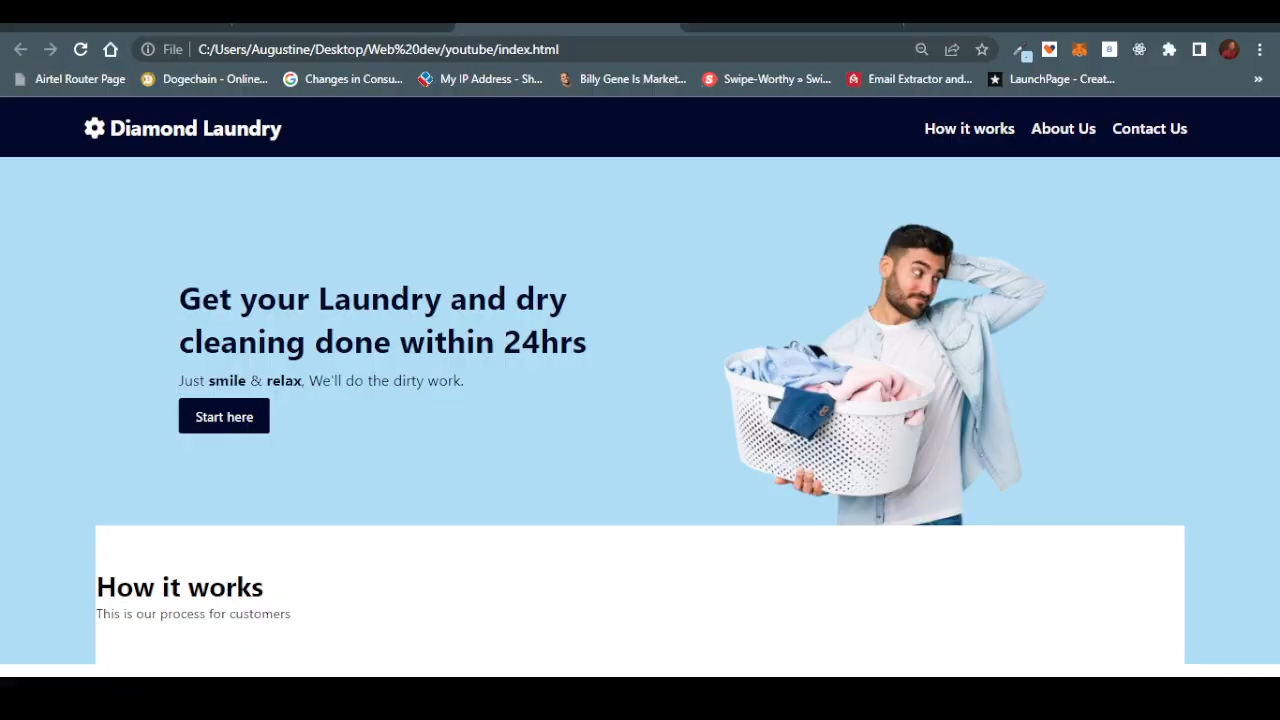 File C:/Users/Augustine/Desktop/Web%20dev/youtube/index.html
Airtel Router Page Dogechain - Online... Changes in Consu... My IP Address - Sh... Billy Gene Is Market... Swipe-Worthy » Swi... Email Extractor and... LaunchPage - Creat... »
Diamond Laundry How it works About Us Contact Us
Get your Laundry and dry
cleaning done within 24hrs
Just smile & relax, We'll do the dirty work.
Start here
How it works
This is our process for customers